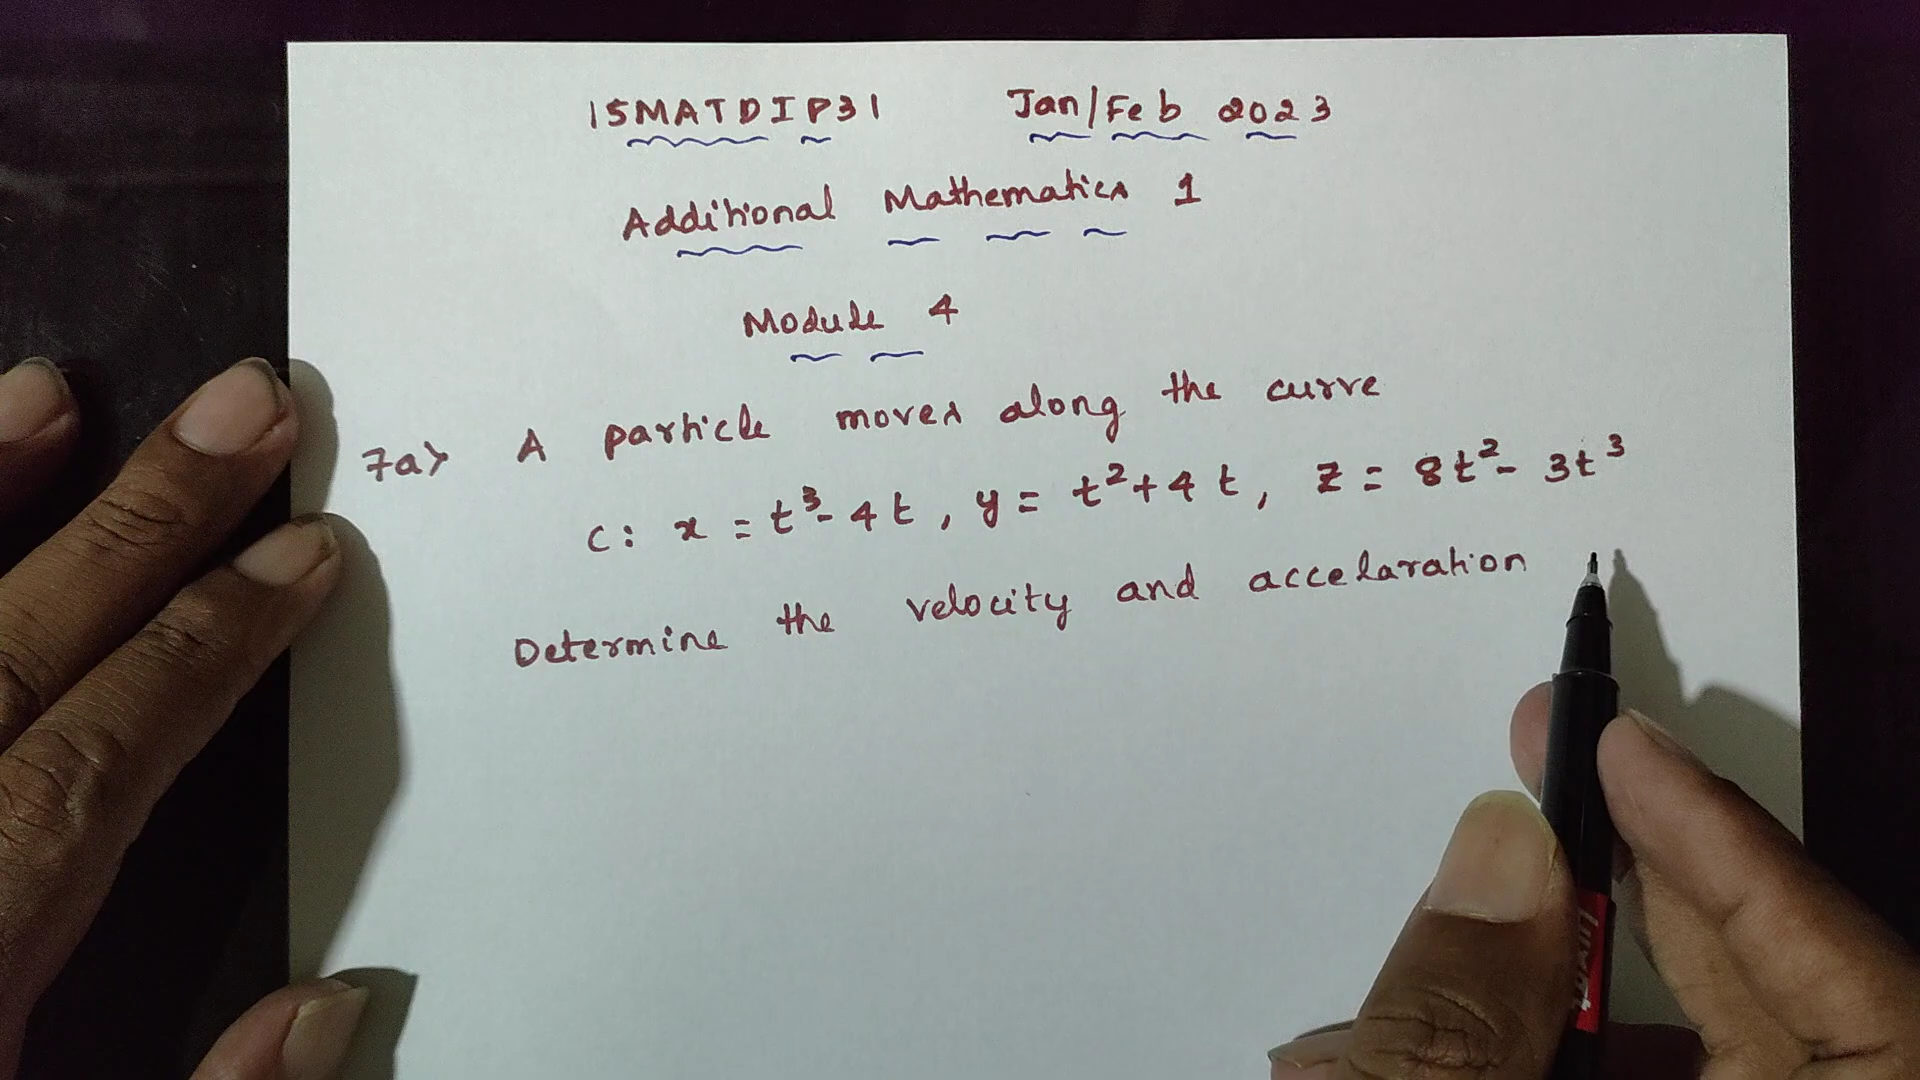 15MATDIP31 Jan/Feb 2023
Additional Mathematics 1
Module 4
7a> A particle moves along the curve
C: x = t³- 4t, y = t²+4t, z = 8t²- 3t³
Determine the velocity and accelaration